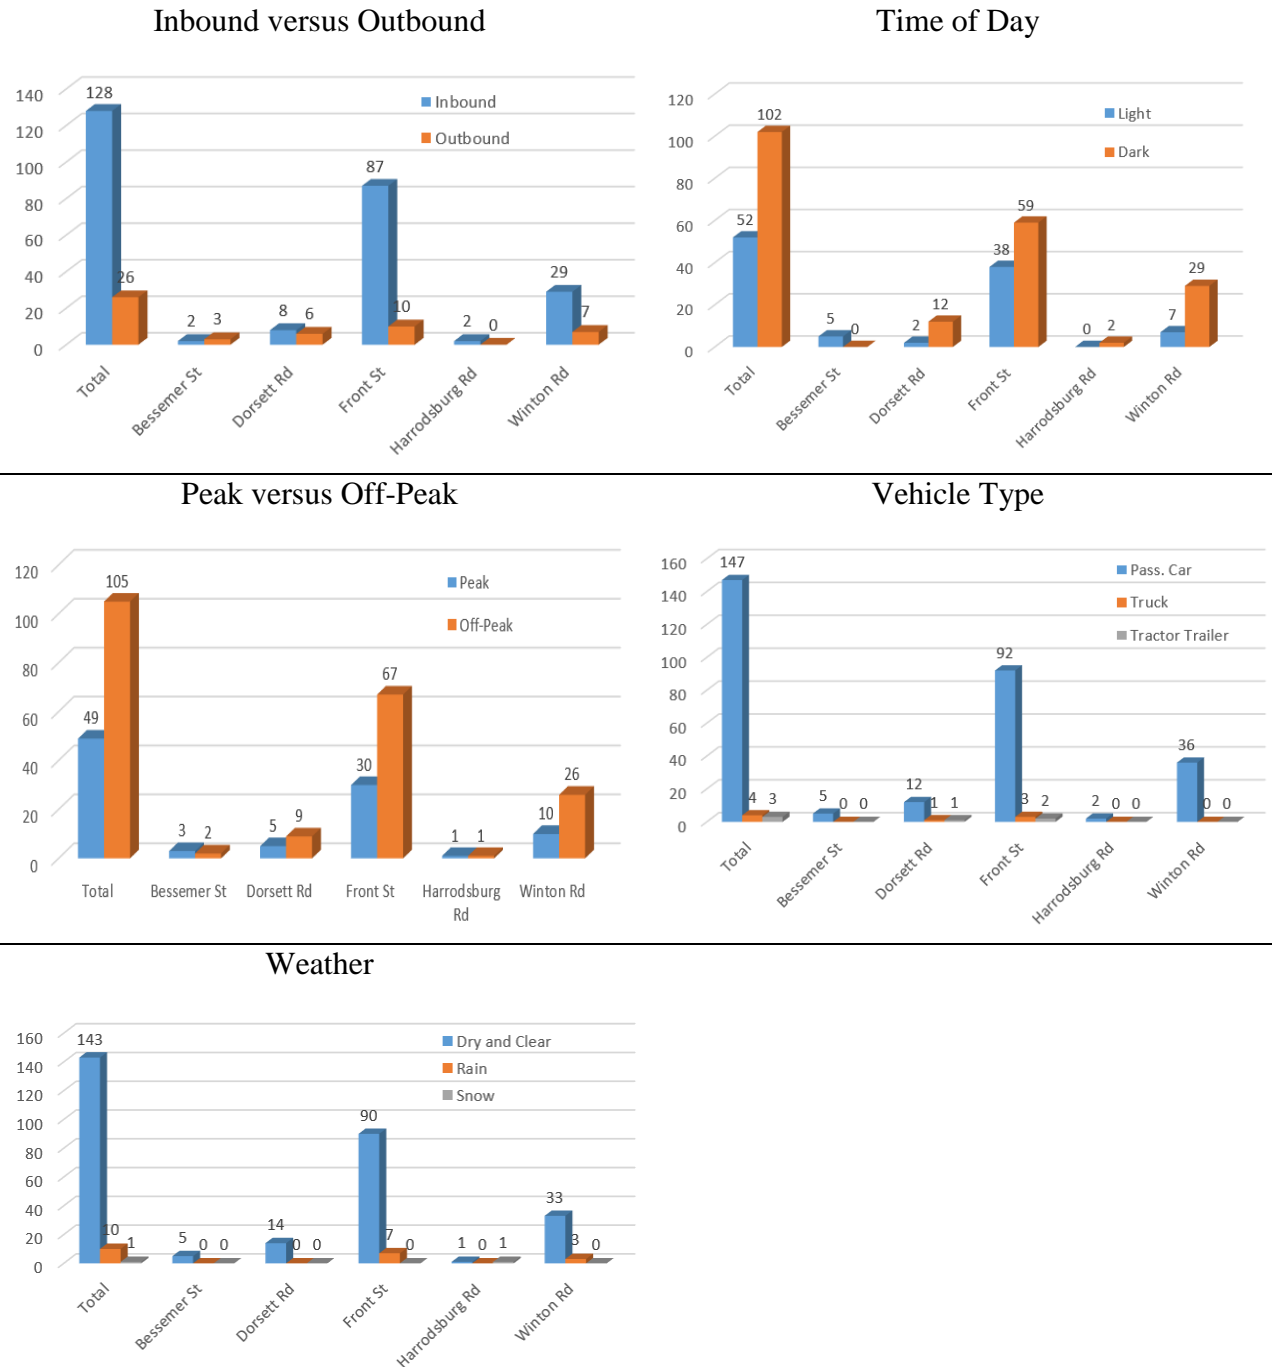 Inbound versus Outbound
140
120
100
80
60
40
20
0
128
26
2
3
8
6
87
10
2
0
29
7
Inbound
Outbound
Total
Bessemer St
Dorsett Rd
Front St
Harrodsburg Rd
Winton Rd
Time of Day
120
100
80
60
40
20
0
52
102
5
0
2
12
38
59
0
2
7
29
Light
Dark
Total
Bessemer St
Dorsett Rd
Front St
Harrodsburg Rd
Winton Rd
Peak versus Off-Peak
120
100
80
60
40
20
0
49
105
3
2
5
9
30
67
1
1
10
26
Peak
Off-Peak
Total
Bessemer St
Dorsett Rd
Front St
Harrodsburg
Rd
Winton Rd
Vehicle Type
160
140
120
100
80
60
40
20
0
147
4
3
5
0
0
12
1
1
92
3
2
2
0
0
36
0
0
Pass. Car
Truck
Tractor Trailer
Total
Bessemer St
Dorsett Rd
Front St
Harrodsburg Rd
Winton Rd
Weather
160
140
120
100
80
60
40
20
0
143
10
1
5
0
0
14
0
0
90
7
0
1
0
1
33
3
0
Dry and Clear
Rain
Snow
Total
Bessemer St
Dorsett Rd
Front St
Harrodsburg Rd
Winton Rd